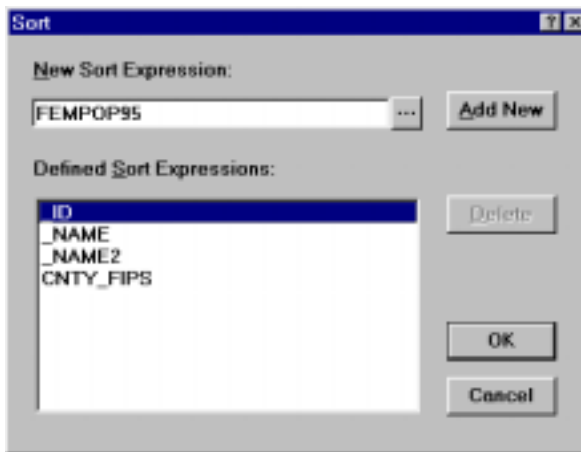 Sort
New Sort Expression:
FEMPOP95
...
Add New
Defined Sort Expressions:
_ID
_NAME
_NAME2
CNTY_FIPS
Delete
OK
Cancel